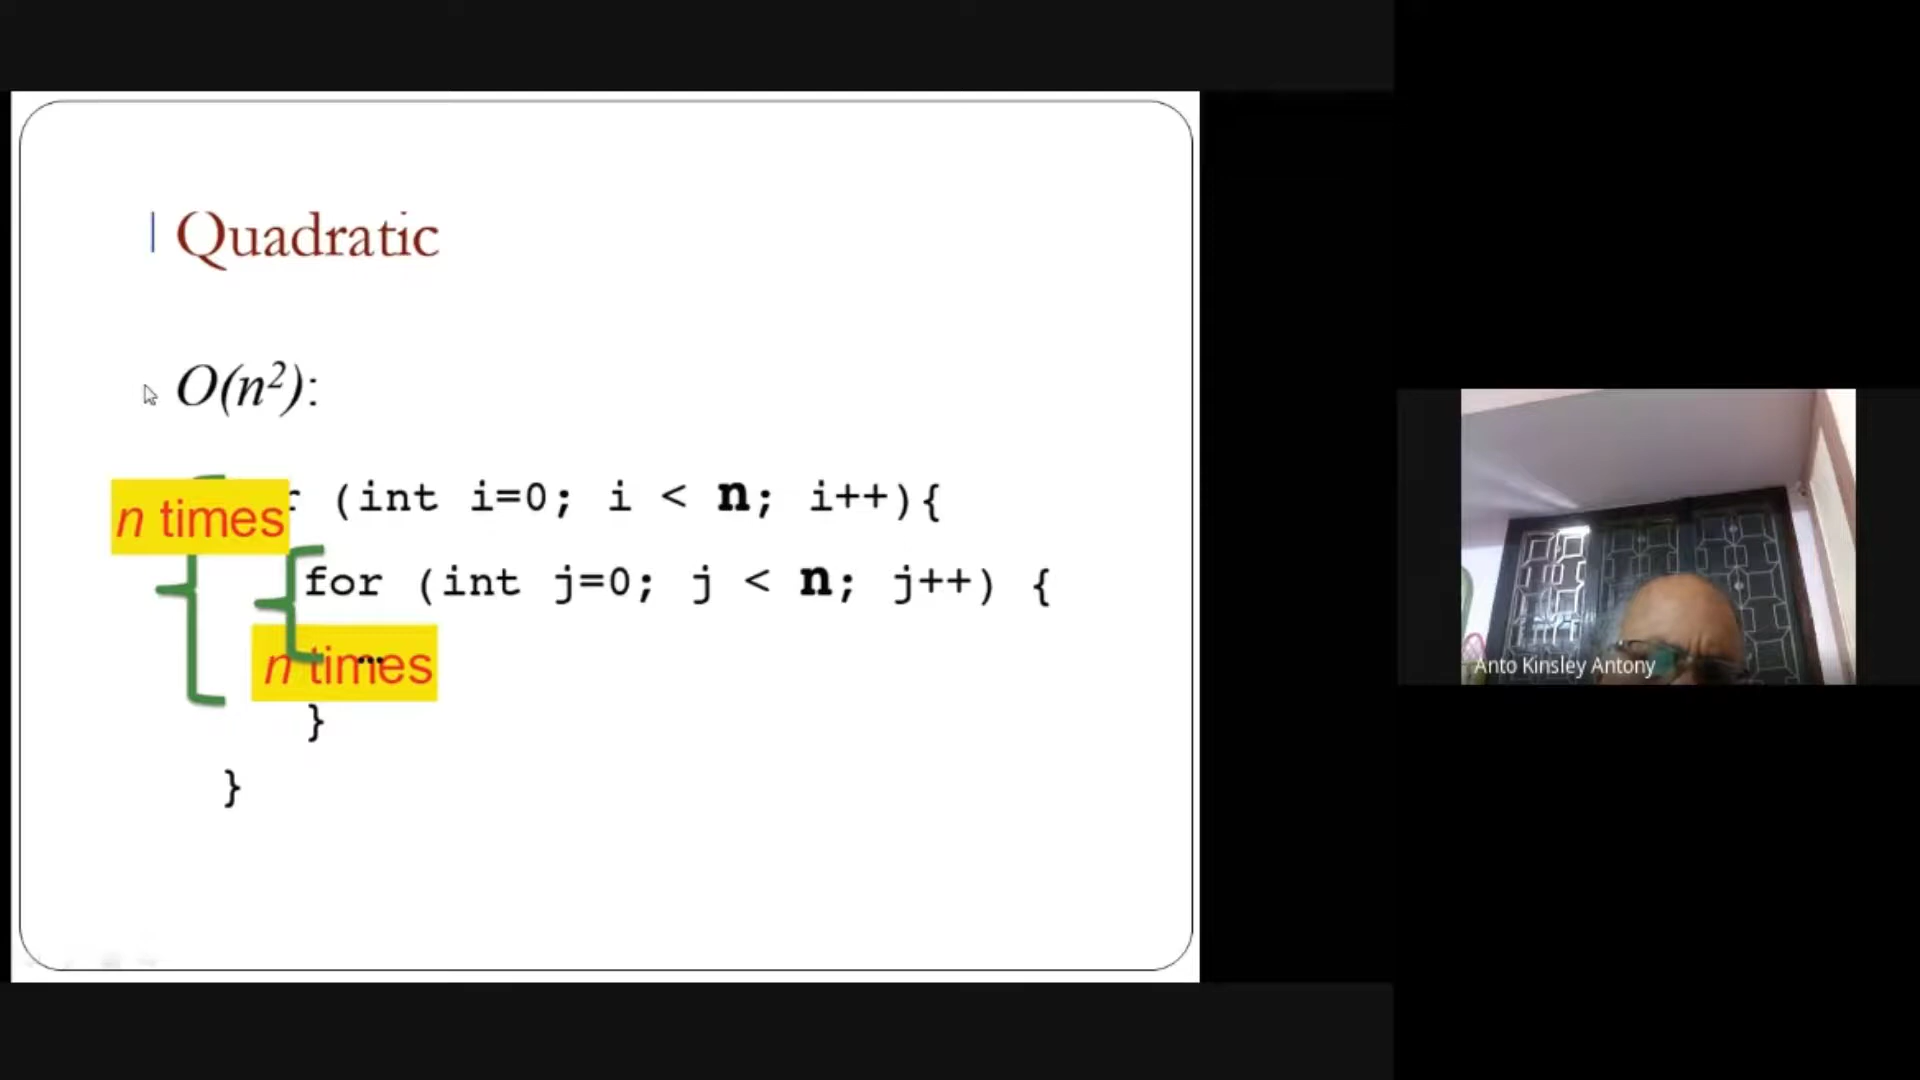 Quadratic
O(n²):
n times
r (int i=0; i < n; i++){
for (int j=0; j < n; j++) {
n times
...
}
}
Anto Kinsley Antony